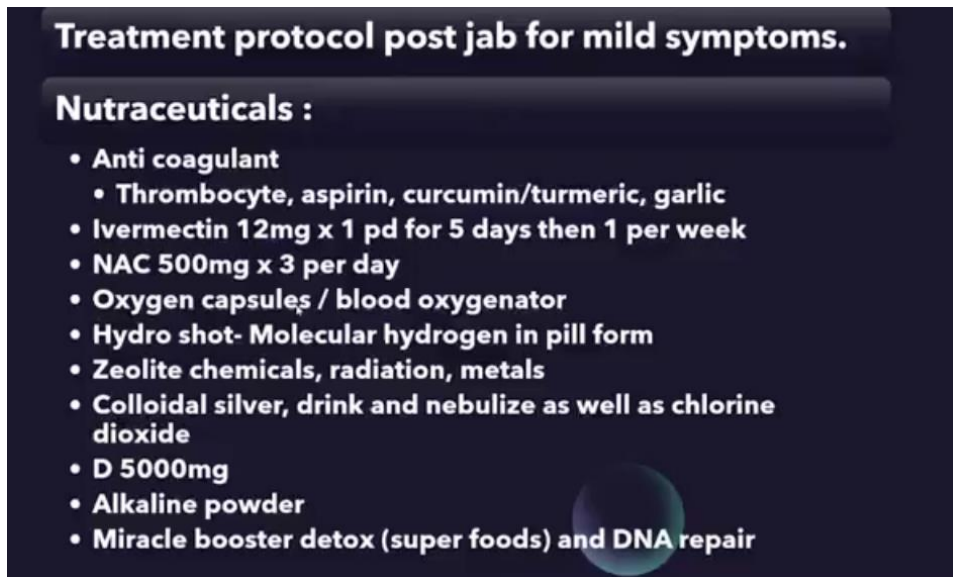 Treatment protocol post jab for mild symptoms.
Nutraceuticals :
• Anti coagulant
• Thrombocyte, aspirin, curcumin/turmeric, garlic
• Ivermectin 12mg x 1 pd for 5 days then 1 per week
• NAC 500mg x 3 per day
• Oxygen capsules / blood oxygenator
• Hydro shot- Molecular hydrogen in pill form
• Zeolite chemicals, radiation, metals
• Colloidal silver, drink and nebulize as well as chlorine
dioxide
• D 5000mg
• Alkaline powder
• Miracle booster detox (super foods) and DNA repair